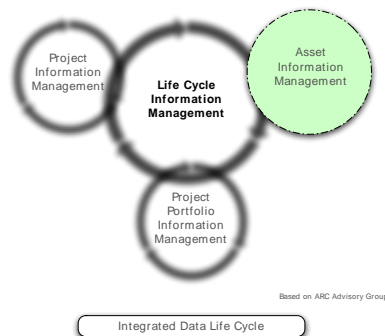 Project
Information
Management
Life Cycle
Information
Management
Asset
Information
Management
Project
Portfolio
Information
Management
Based on ARC Advisory Group
Integrated Data Life Cycle